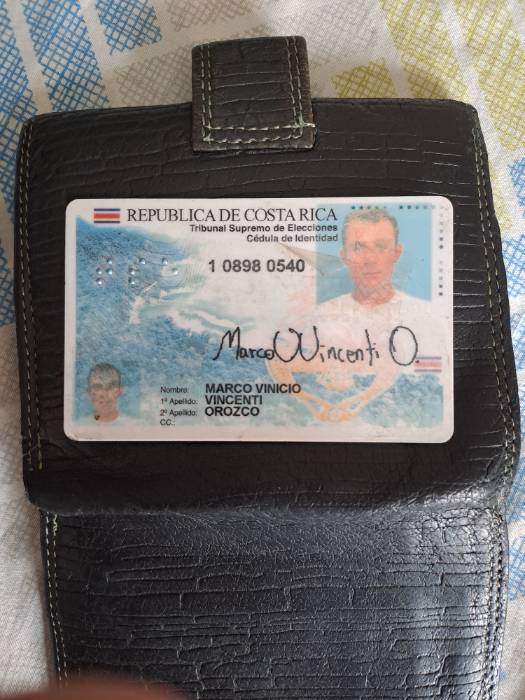 REPUBLICA DE COSTA RICA
Tribunal Supremo de Elecciones
Cédula de Identidad
1 0898 0540
Marco V Vincenti O.
Nombre: MARCO VINICIO
1º Apellido: VINCENTI
2º Apellido: OROZCO
CC.: